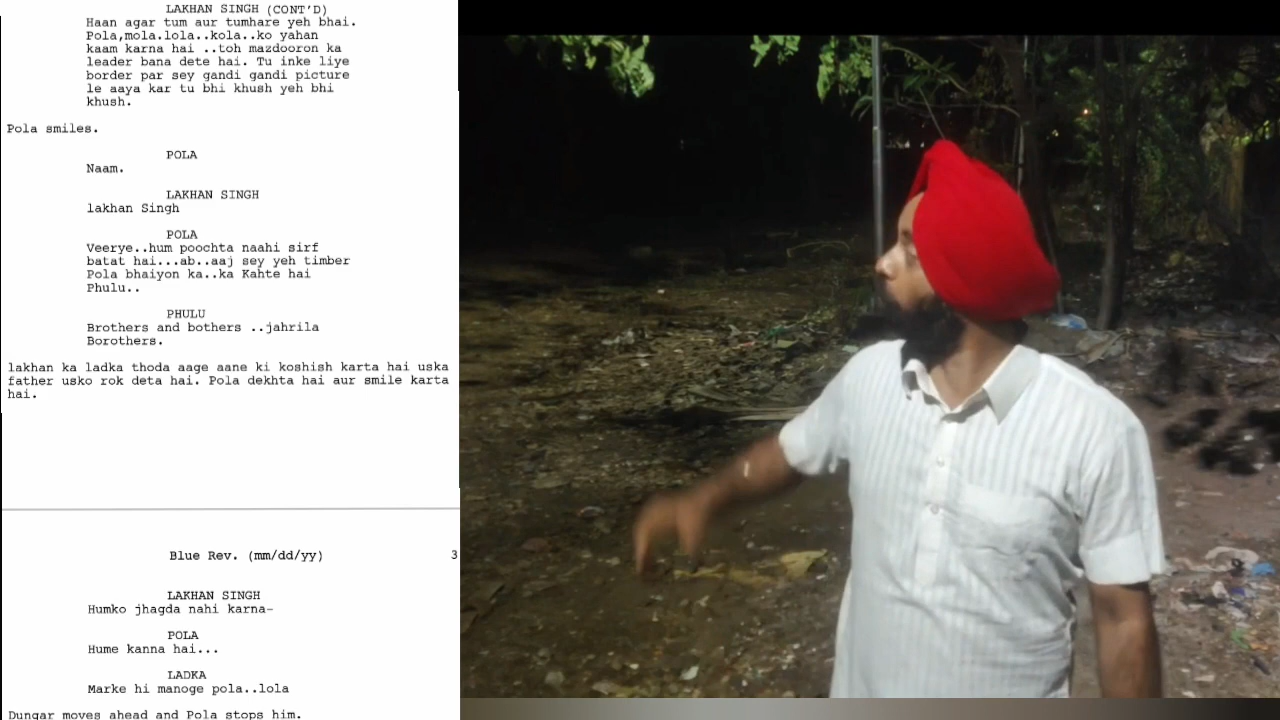 LAKHAN SINGH (CONT'D)
Haan agar tum aur tumhare yeh bhai.
Pola,mola.lola..kola..ko yahan
kaam karna hai ..toh mazdooron ka
leader bana dete hai. Tu inke liye
border par sey gandi gandi picture
le aaya kar tu bhi khush yeh bhi
khush.
Pola smiles.
POLA
Naam.
LAKHAN SINGH
lakhan Singh
POLA
Veerye..hum poochta naahi sirf
batat hai...ab..aaj sey yeh timber
Pola bhaiyon ka..ka Kahte hai
Phulu..
PHULU
Brothers and bothers ..jahrila
Borothers.
lakhan ka ladka thoda aage aane ki koshish karta hai uska
father usko rok deta hai. Pola dekhta hai aur smile karta
hai.
Blue Rev. (mm/dd/yy) 3
LAKHAN SINGH
Humko jhagda nahi karna-
POLA
Hume kanna hai...
LADKA
Marke hi manoge pola..lola
Dungar moves ahead and Pola stops him.